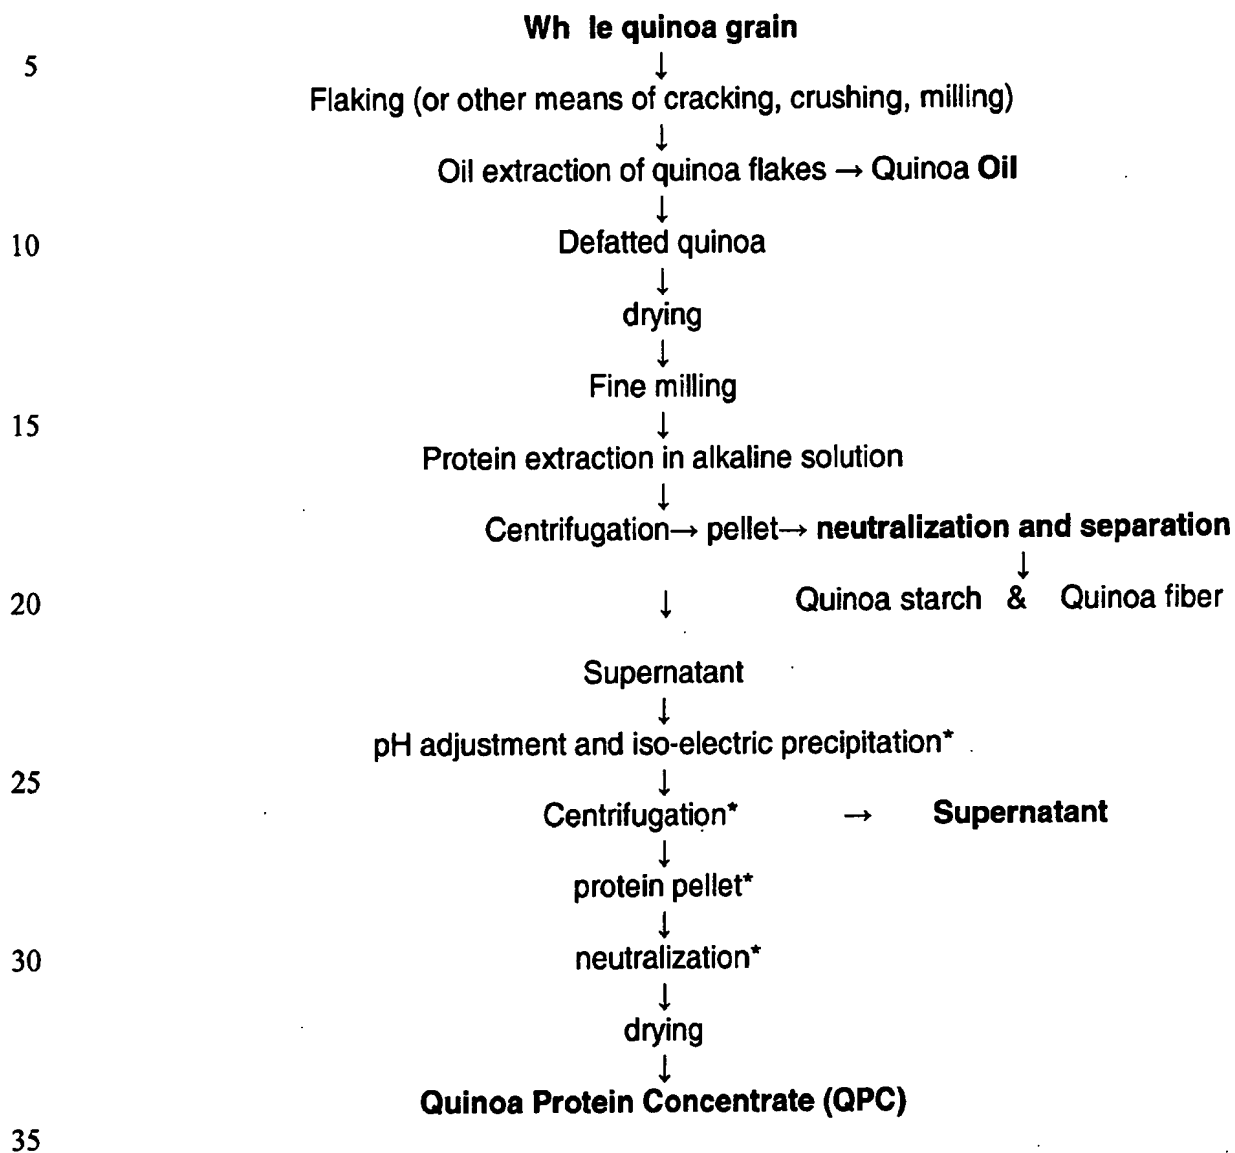 Wh le quinoa grain
5
↓
Flaking (or other means of cracking, crushing, milling)
↓
Oil extraction of quinoa flakes → Quinoa Oil
↓
10 Defatted quinoa
↓
drying
↓
Fine milling
15 ↓
Protein extraction in alkaline solution
↓
Centrifugation→ pellet→ neutralization and separation
↓
20 ↓ Quinoa starch & Quinoa fiber
Supernatant
↓
pH adjustment and iso-electric precipitation*
25 ↓
Centrifugation* → Supernatant
↓
protein pellet*
↓
30 neutralization*
↓
drying
↓
Quinoa Protein Concentrate (QPC)
35